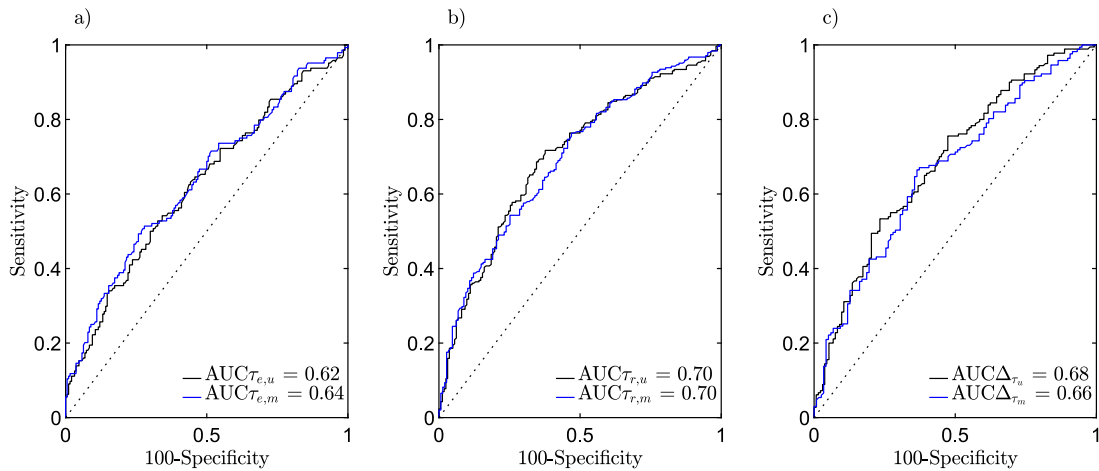 a)
1
0.8
0.6
0.4
0.2
0
Sensitivity
0 0.5 1
100-Specificity
AUCτe,u = 0.62
AUCτe,m = 0.64
b)
1
0.8
0.6
0.4
0.2
0
Sensitivity
0 0.5 1
100-Specificity
AUCτr,u = 0.70
AUCτr,m = 0.70
c)
1
0.8
0.6
0.4
0.2
0
Sensitivity
0 0.5 1
100-Specificity
AUCΔτu = 0.68
AUCΔτm = 0.66